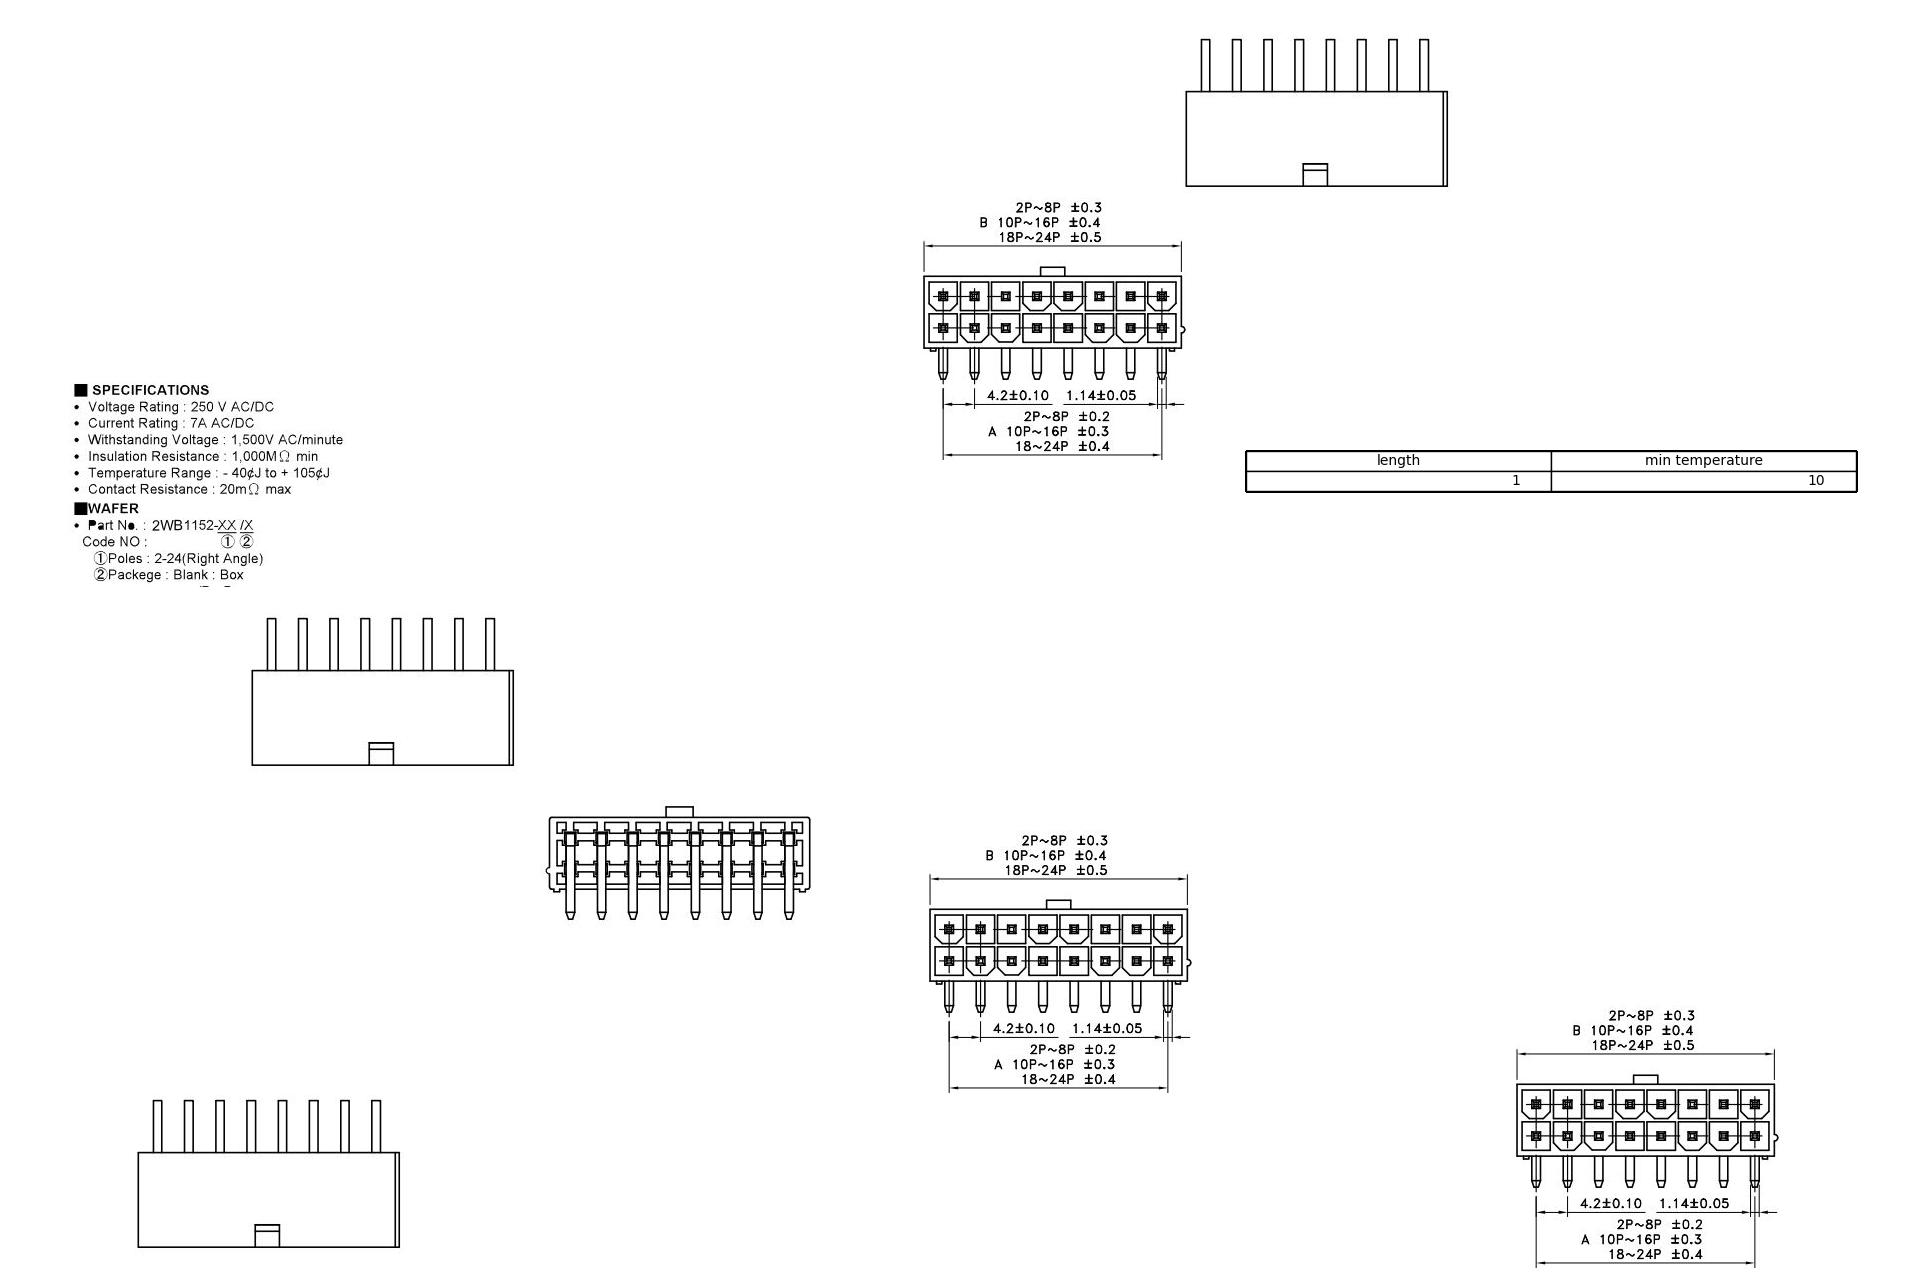 2P~8P ±0.3
B 10P~16P ±0.4
18P~24P ±0.5
4.2±0.10 1.14±0.05
2P~8P ±0.2
A 10P~16P ±0.3
18~24P ±0.4
■ SPECIFICATIONS
• Voltage Rating : 250 V AC/DC
• Current Rating : 7A AC/DC
• Withstanding Voltage : 1,500V AC/minute
• Insulation Resistance : 1,000MΩ min
• Temperature Range : - 40¢J to + 105¢J
• Contact Resistance : 20mΩ max
■WAFER
• Part No. : 2WB1152-XX /X
Code NO : ① ②
①Poles : 2-24(Right Angle)
②Packege : Blank : Box
length min temperature
1 10
2P~8P ±0.3
B 10P~16P ±0.4
18P~24P ±0.5
4.2±0.10 1.14±0.05
2P~8P ±0.2
A 10P~16P ±0.3
18~24P ±0.4
2P~8P ±0.3
B 10P~16P ±0.4
18P~24P ±0.5
4.2±0.10 1.14±0.05
2P~8P ±0.2
A 10P~16P ±0.3
18~24P ±0.4